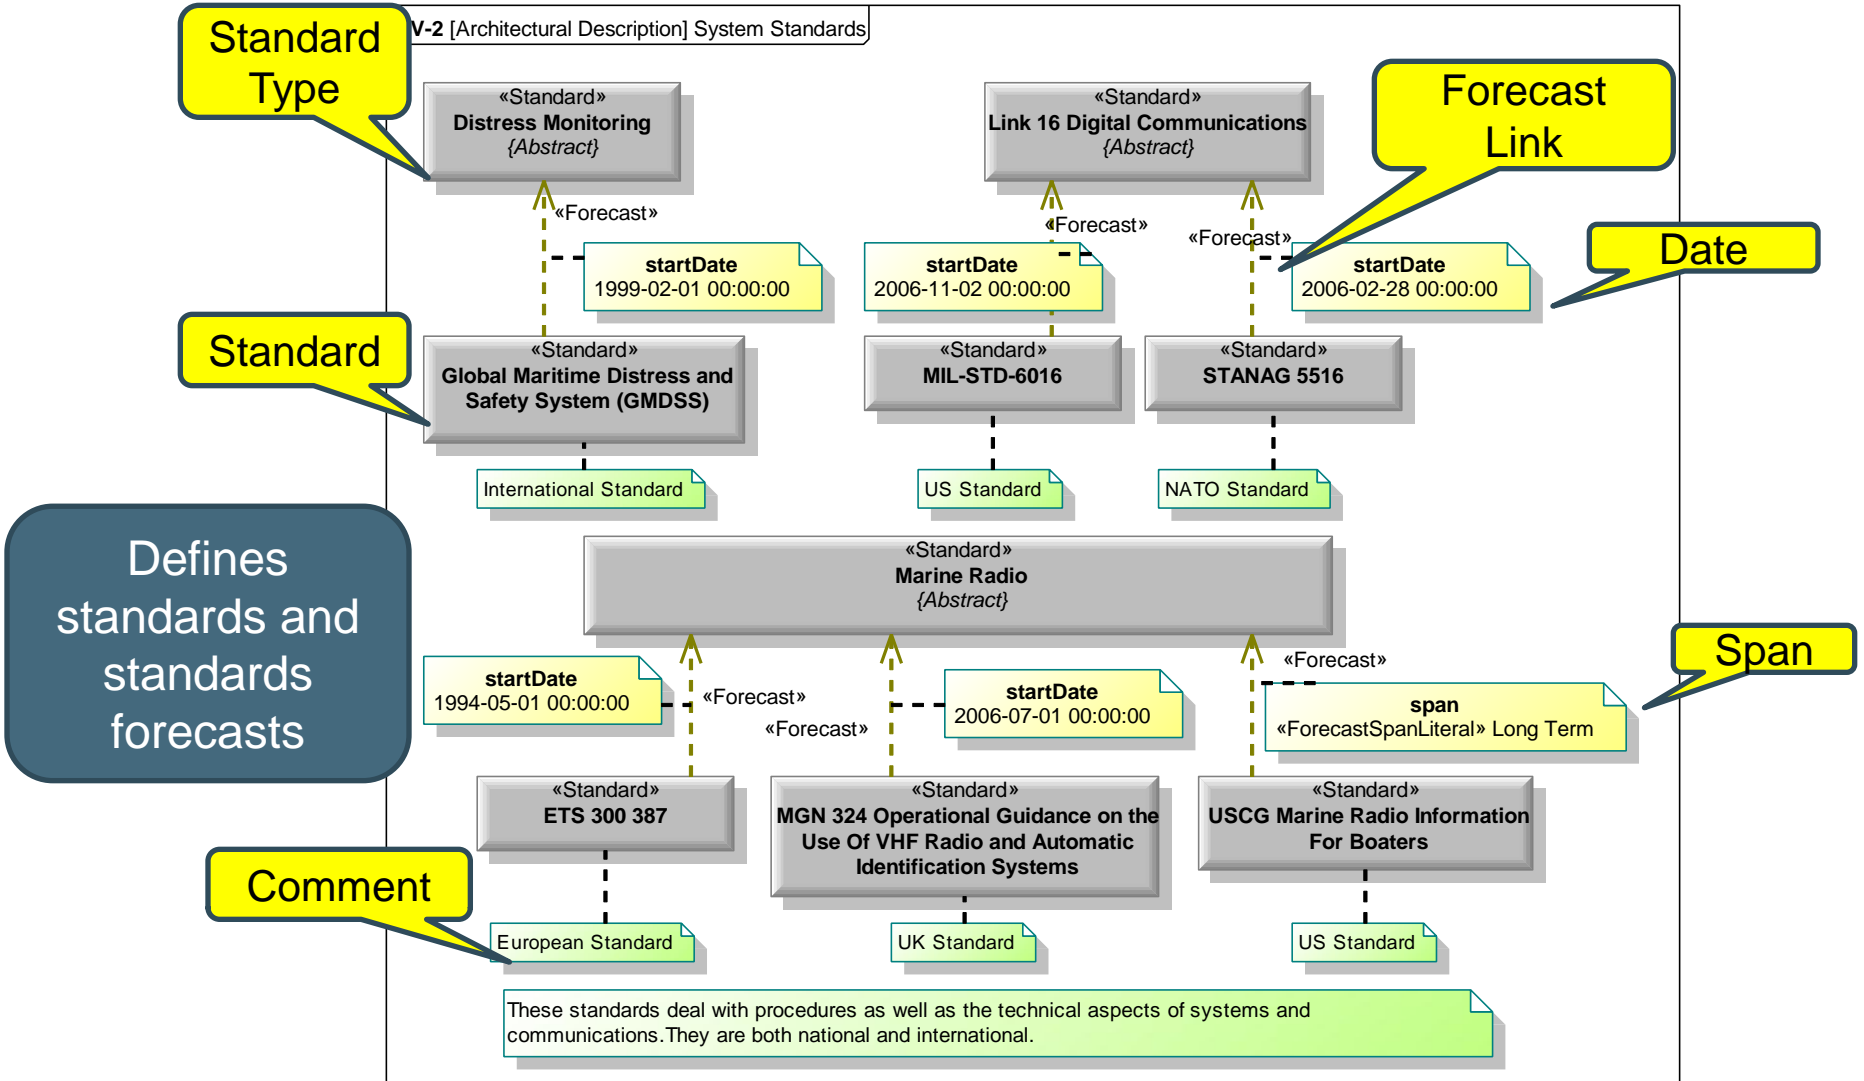 V-2 [Architectural Description] System Standards
Standard
Type
«Standard»
Distress Monitoring
{Abstract}
«Standard»
Link 16 Digital Communications
{Abstract}
Forecast
Link
«Forecast»
«Forecast»
«Forecast»
Date
startDate
1999-02-01 00:00:00
startDate
2006-11-02 00:00:00
startDate
2006-02-28 00:00:00
Standard
«Standard»
Global Maritime Distress and
Safety System (GMDSS)
«Standard»
MIL-STD-6016
«Standard»
STANAG 5516
International Standard
US Standard
NATO Standard
Defines
standards and
standards
forecasts
«Standard»
Marine Radio
{Abstract}
Span
startDate
1994-05-01 00:00:00
«Forecast»
«Forecast»
startDate
2006-07-01 00:00:00
«Forecast»
span
«ForecastSpanLiteral» Long Term
«Standard»
ETS 300 387
«Standard»
MGN 324 Operational Guidance on the
Use Of VHF Radio and Automatic
Identification Systems
«Standard»
USCG Marine Radio Information
For Boaters
Comment
European Standard
UK Standard
US Standard
These standards deal with procedures as well as the technical aspects of systems and
communications.They are both national and international.